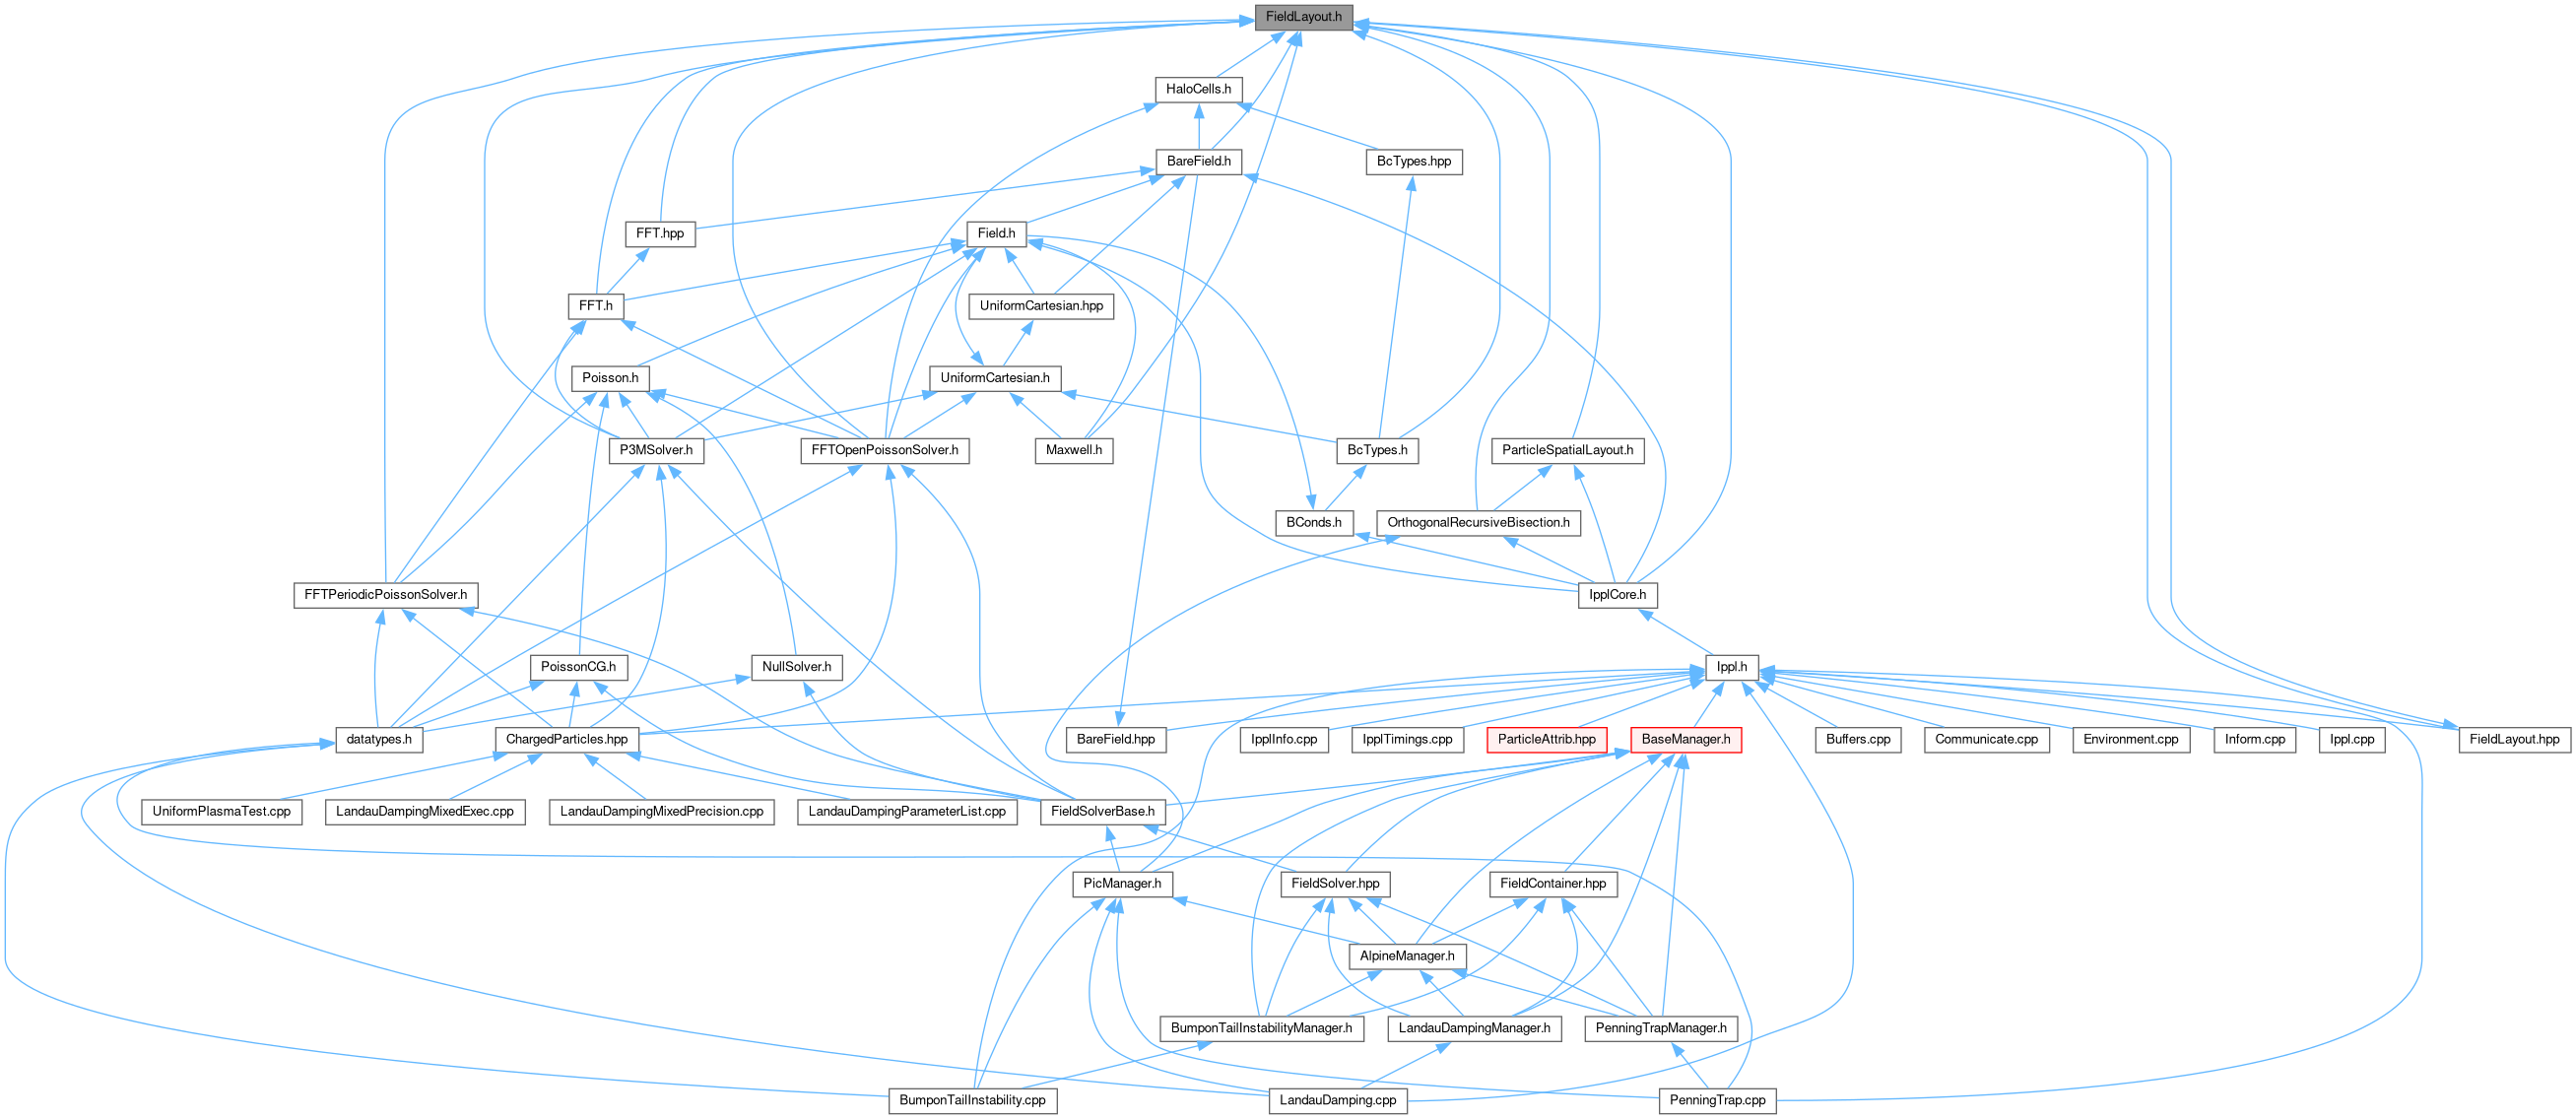 FieldLayout.h
HaloCells.h
BareField.h
BcTypes.hpp
FFT.hpp
Field.h
FFT.h
UniformCartesian.hpp
Poisson.h
UniformCartesian.h
P3MSolver.h
FFTOpenPoissonSolver.h
Maxwell.h
BcTypes.h
ParticleSpatialLayout.h
BConds.h
OrthogonalRecursiveBisection.h
FFTPeriodicPoissonSolver.h
IpplCore.h
PoissonCG.h
NullSolver.h
Ippl.h
datatypes.h
ChargedParticles.hpp
BareField.hpp
IpplInfo.cpp
IpplTimings.cpp
ParticleAttrib.hpp
BaseManager.h
Buffers.cpp
Communicate.cpp
Environment.cpp
Inform.cpp
Ippl.cpp
FieldLayout.hpp
UniformPlasmaTest.cpp
LandauDampingMixedExec.cpp
LandauDampingMixedPrecision.cpp
LandauDampingParameterList.cpp
FieldSolverBase.h
PicManager.h
FieldSolver.hpp
FieldContainer.hpp
AlpineManager.h
BumponTailInstabilityManager.h
LandauDampingManager.h
PenningTrapManager.h
BumponTailInstability.cpp
LandauDamping.cpp
PenningTrap.cpp